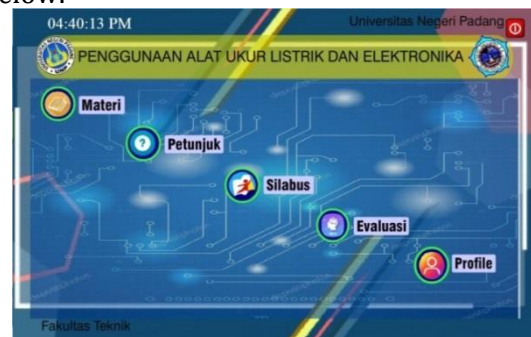 elow.
04:40:13 PM
Universitas Negeri Padang
PENGGUNAAN ALAT UKUR LISTRIK DAN ELEKTRONIKA
Materi
?
Petunjuk
Silabus
Evaluasi
Profile
Fakultas Teknik